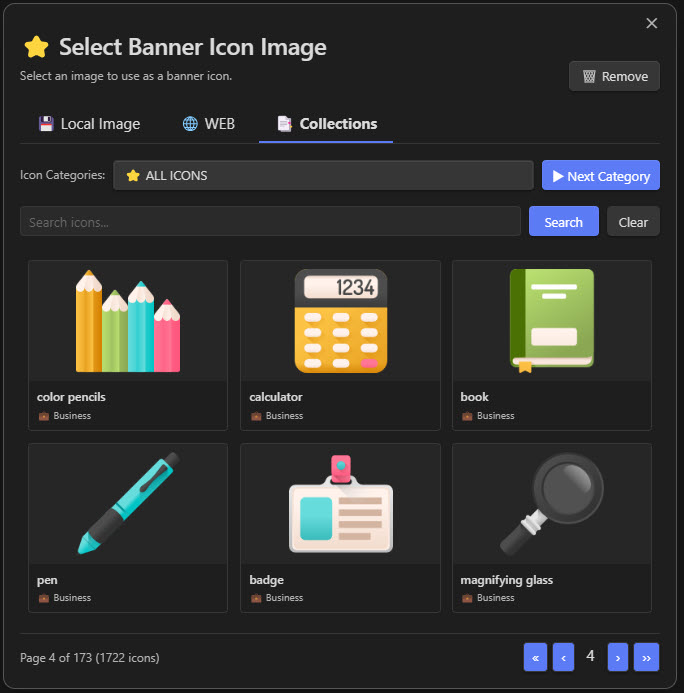 Select Banner Icon Image
Select an image to use as a banner icon.
Remove
Local Image
WEB
Collections
Icon Categories:
ALL ICONS
Next Category
Search icons...
Search
Clear
1234
color pencils
calculator
book
Business
Business
Business
pen
badge
magnifying glass
Business
Business
Business
Page 4 of 173 (1722 icons)
« ‹ 4 › ››